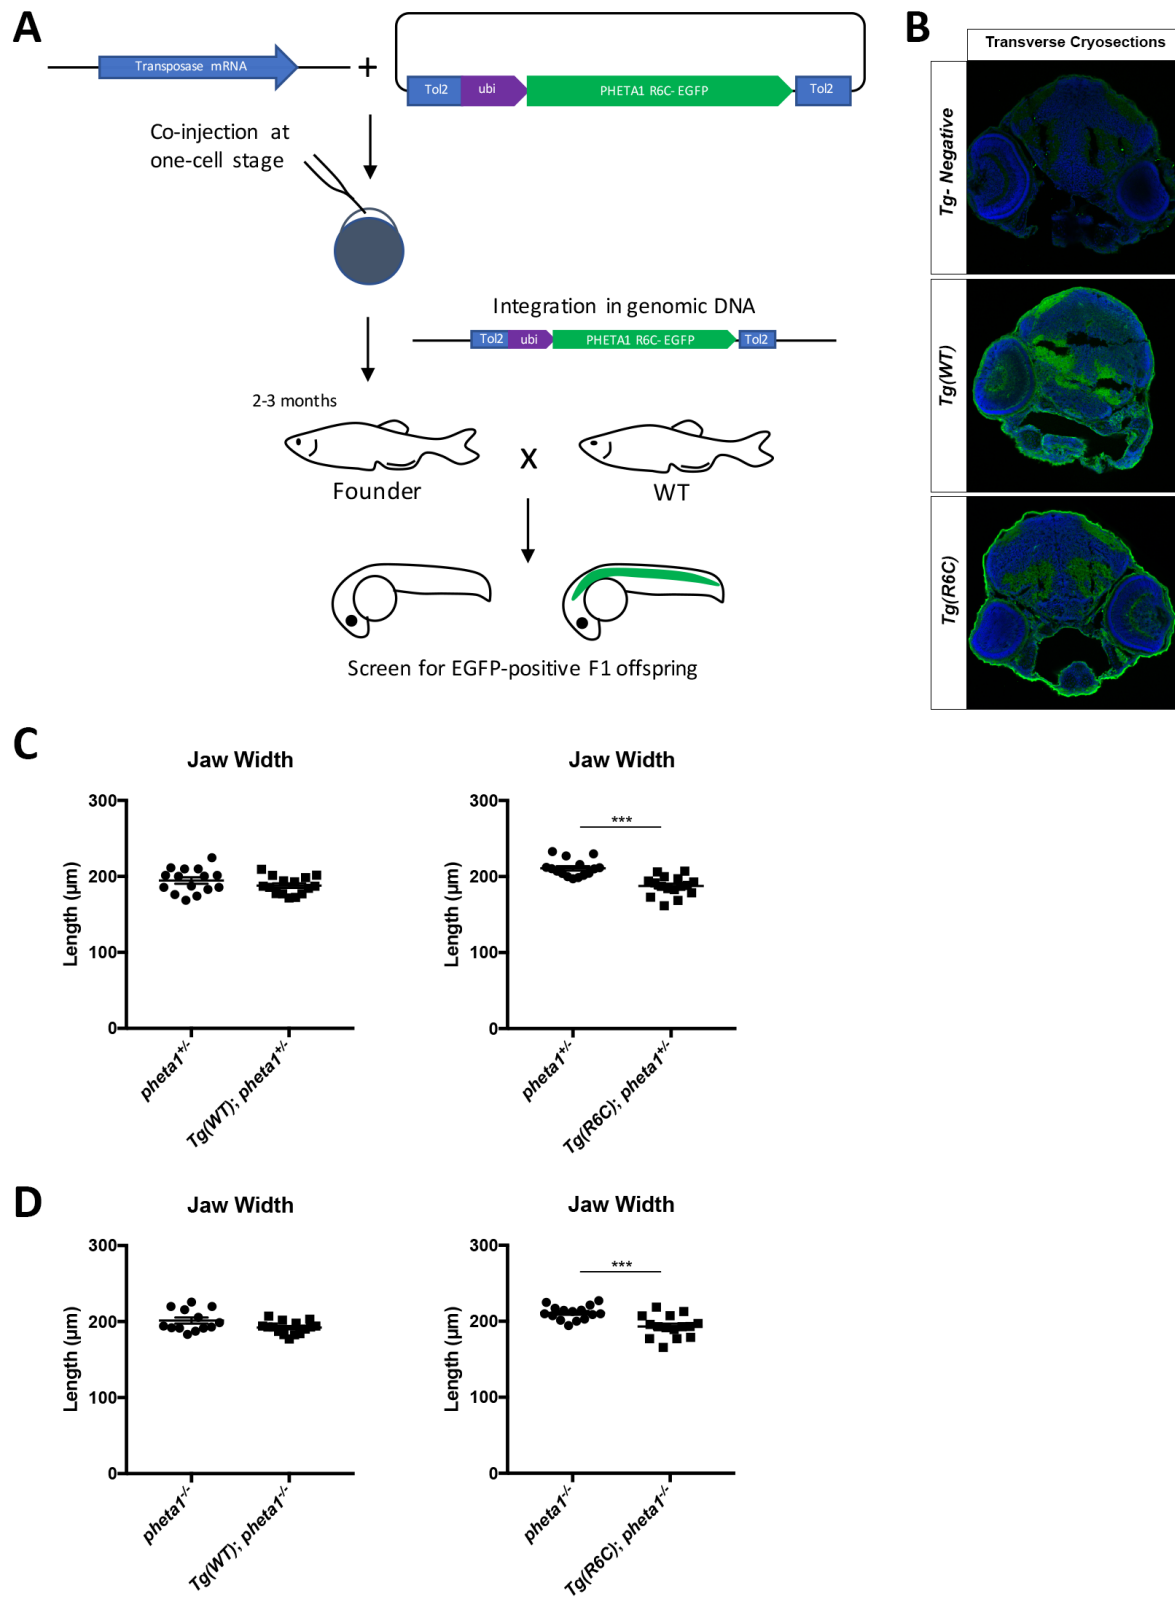 A
Transposase mRNA
+
Tol2
ubi
PHETA1 R6C- EGFP
Tol2
Co-injection at
one-cell stage
Integration in genomic DNA
Tol2
ubi
PHETA1 R6C- EGFP
Tol2
2-3 months
Founder
X
WT
Screen for EGFP-positive F1 offspring
B
Transverse Cryosections
Tg- Negative
Tg(WT)
Tg(R6C)
C
Jaw Width
Length (µm)
300
200
100
0
pheta1+/-
Tg(WT); pheta1+/-
Jaw Width
Length (µm)
300
200
100
0
***
pheta1+/-
Tg(R6C); pheta1+/-
D
Jaw Width
Length (µm)
300
200
100
0
pheta1-/-
Tg(WT); pheta1-/-
Jaw Width
Length (µm)
300
200
100
0
***
pheta1-/-
Tg(R6C); pheta1-/-